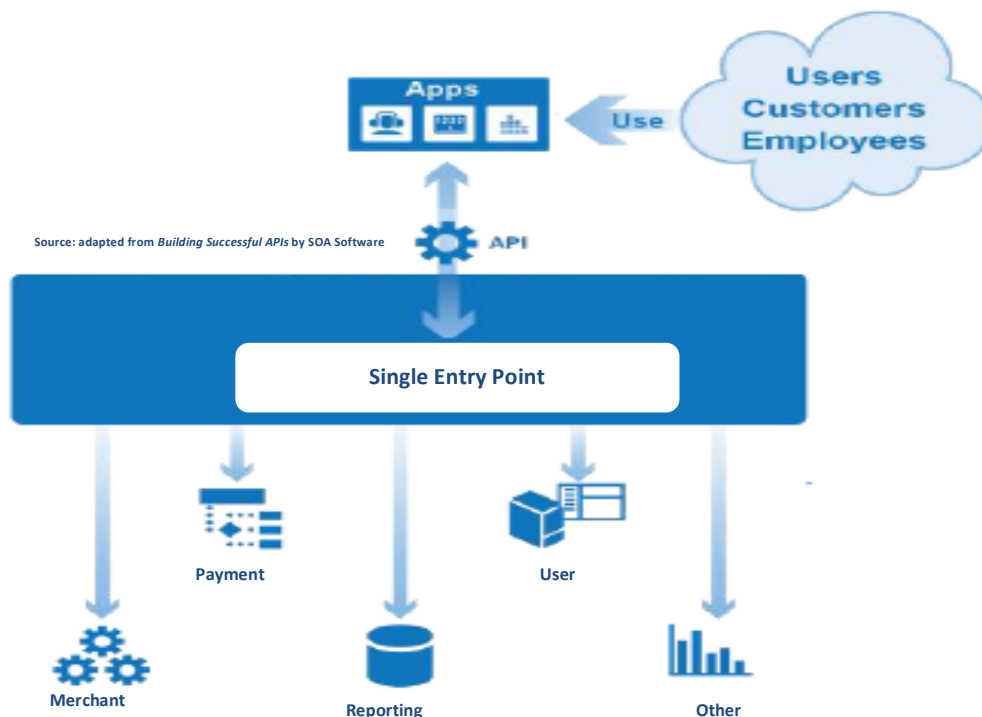 Apps
Users
Customers
Employees
Use
Source: adapted from Building Successful APIs by SOA Software
API
Single Entry Point
Payment
User
Merchant
Reporting
Other